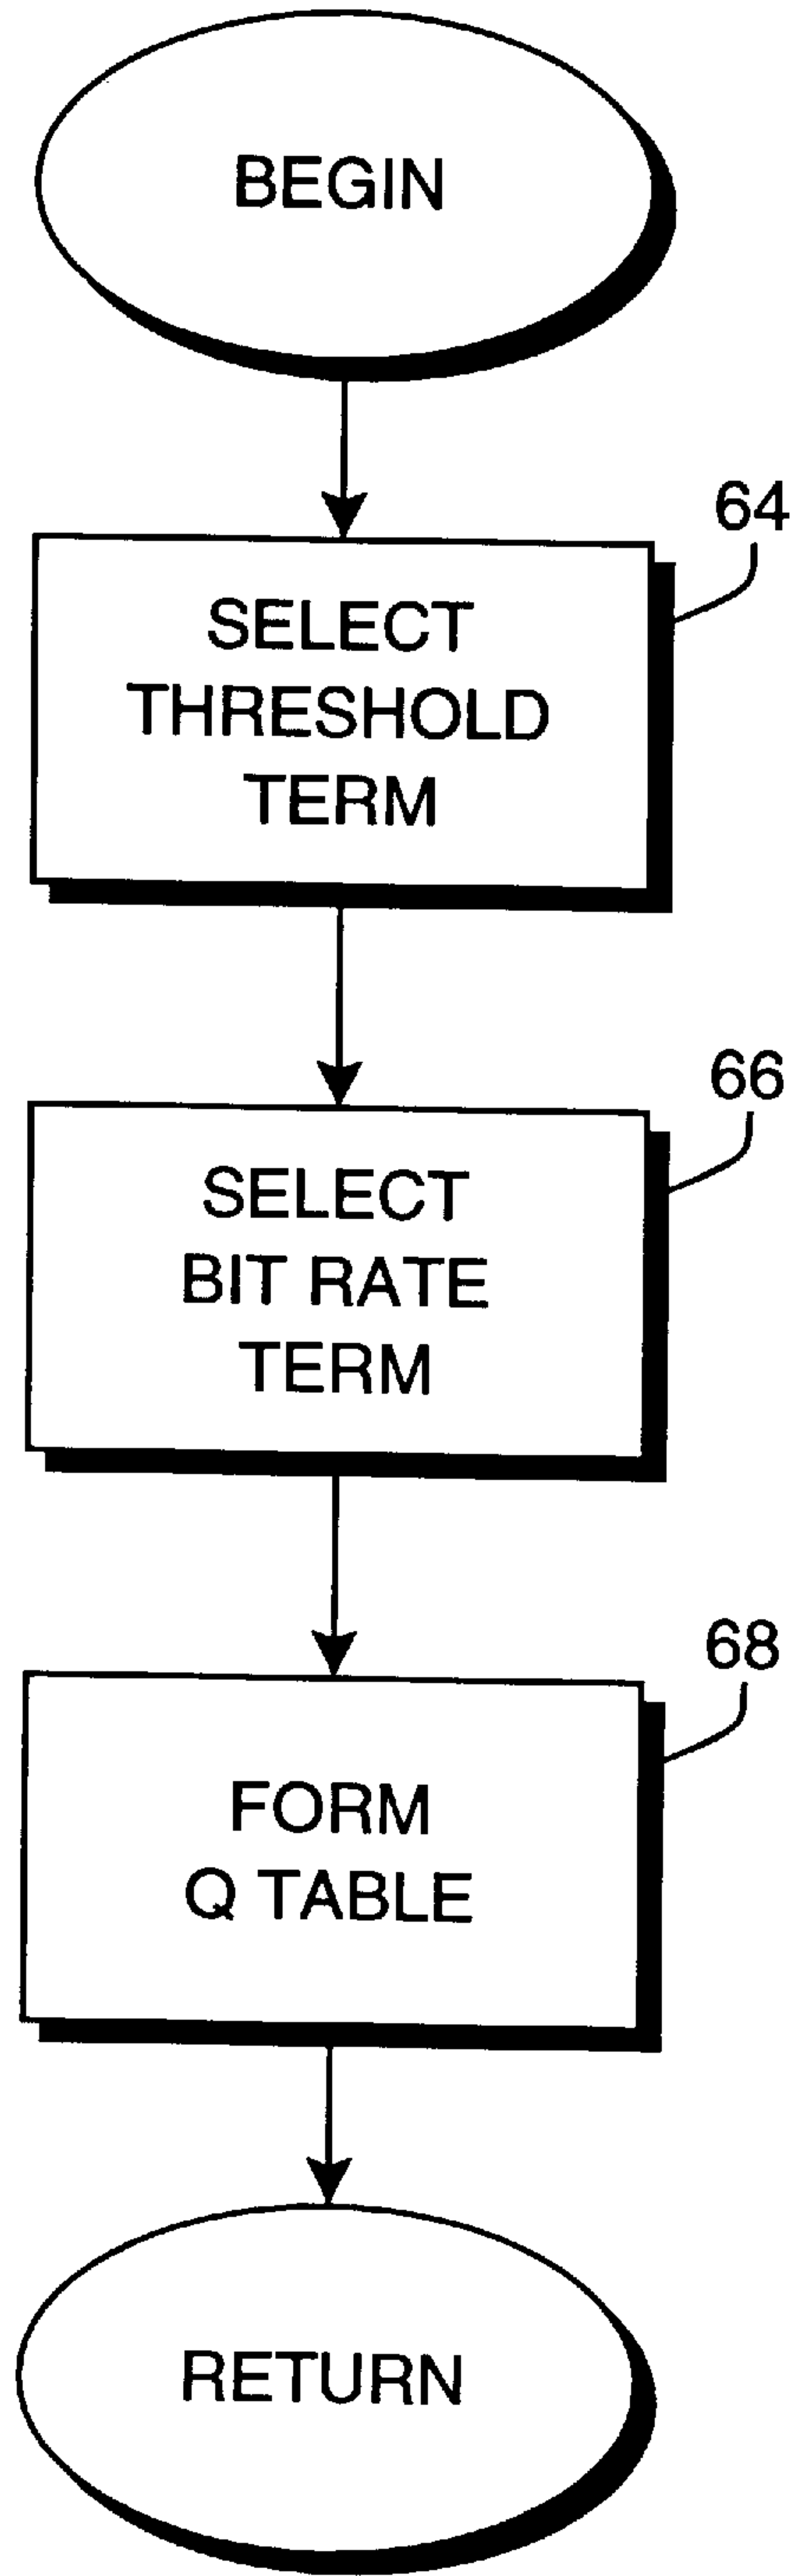 BEGIN
64
SELECT
THRESHOLD
TERM
66
SELECT
BIT RATE
TERM
68
FORM
Q TABLE
RETURN